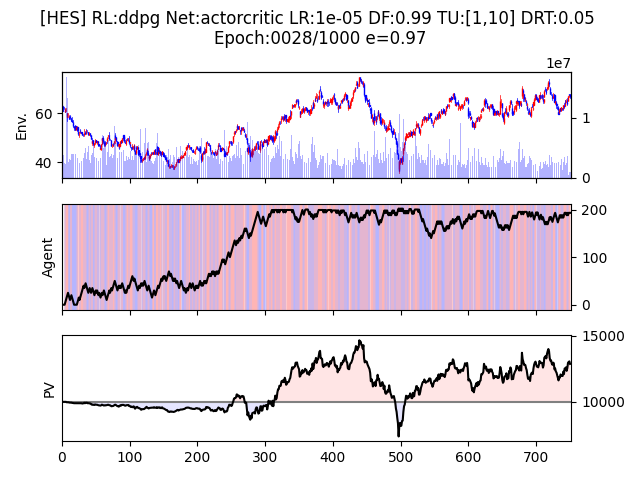 [HES] RL:ddpg Net:actorcritic LR:1e-05 DF:0.99 TU:[1,10] DRT:0.05
Epoch:0028/1000 e=0.97
1e7
Env.
60
40
1
0
Agent
200
100
0
PV
15000
10000
0
100
200
300
400
500
600
700